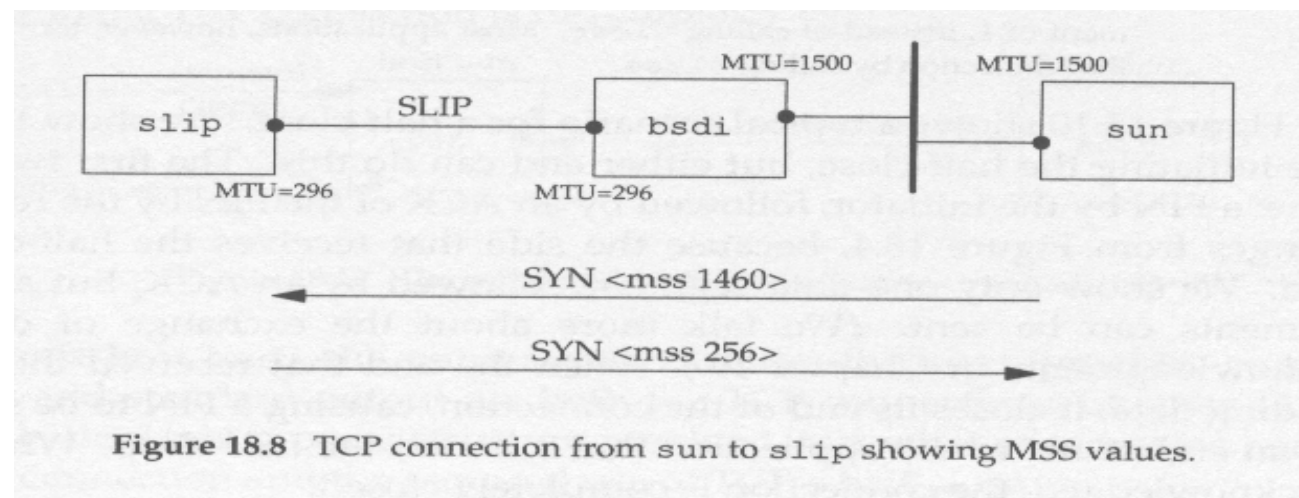 MTU=1500 MTU=1500
SLIP
slip bsdi sun
MTU=296 MTU=296
SYN <mss 1460>
SYN <mss 256>
Figure 18.8 TCP connection from sun to slip showing MSS values.